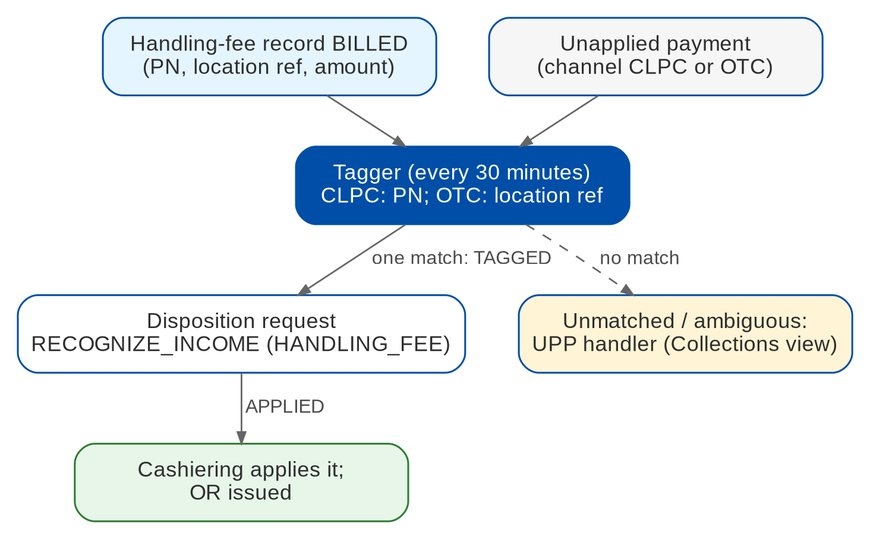 Handling-fee record BILLED
(PN, location ref, amount)
Unapplied payment
(channel CLPC or OTC)
Tagger (every 30 minutes)
CLPC: PN; OTC: location ref
one match: TAGGED
no match
Disposition request
RECOGNIZE_INCOME (HANDLING_FEE)
Unmatched / ambiguous:
UPP handler (Collections view)
APPLIED
Cashiering applies it;
OR issued